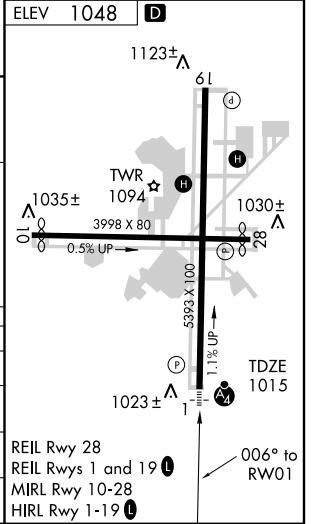 ELEV 1048 D
1123±
19
P
H
TWR
1094
H
1035±
1030±
3998 X 80
10
28
0.5% UP
P
5393 X 100
1.1% UP
P
TDZE
1015
A4
1023±
1
REIL Rwy 28
REIL Rwys 1 and 19 L
MIRL Rwy 10-28
HIRL Rwy 1-19 L
006° to
RW01